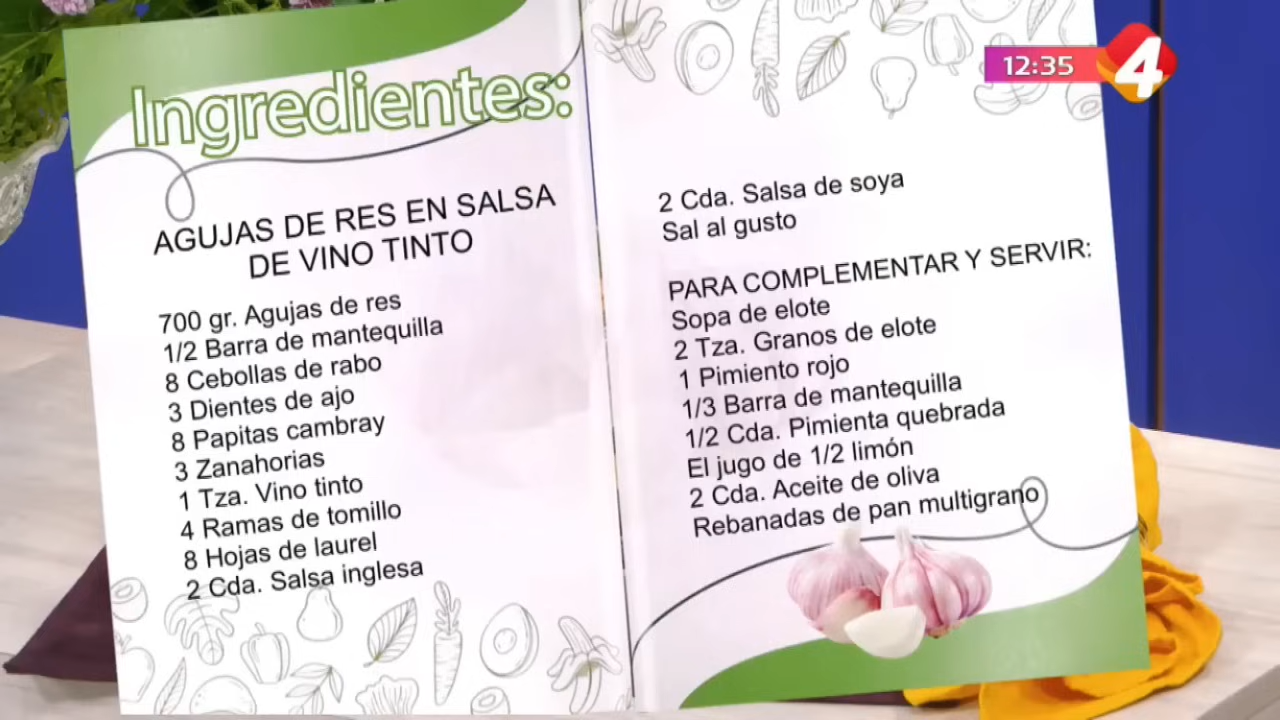 Ingredientes:
AGUJAS DE RES EN SALSA
DE VINO TINTO
700 gr. Agujas de res
1/2 Barra de mantequilla
8 Cebollas de rabo
3 Dientes de ajo
8 Papitas cambray
3 Zanahorias
1 Tza. Vino tinto
4 Ramas de tomillo
8 Hojas de laurel
2 Cda. Salsa inglesa
2 Cda. Salsa de soya
Sal al gusto
PARA COMPLEMENTAR Y SERVIR:
Sopa de elote
2 Tza. Granos de elote
1 Pimiento rojo
1/3 Barra de mantequilla
1/2 Cda. Pimienta quebrada
El jugo de 1/2 limón
2 Cda. Aceite de oliva
Rebanadas de pan multigrano
12:35
4